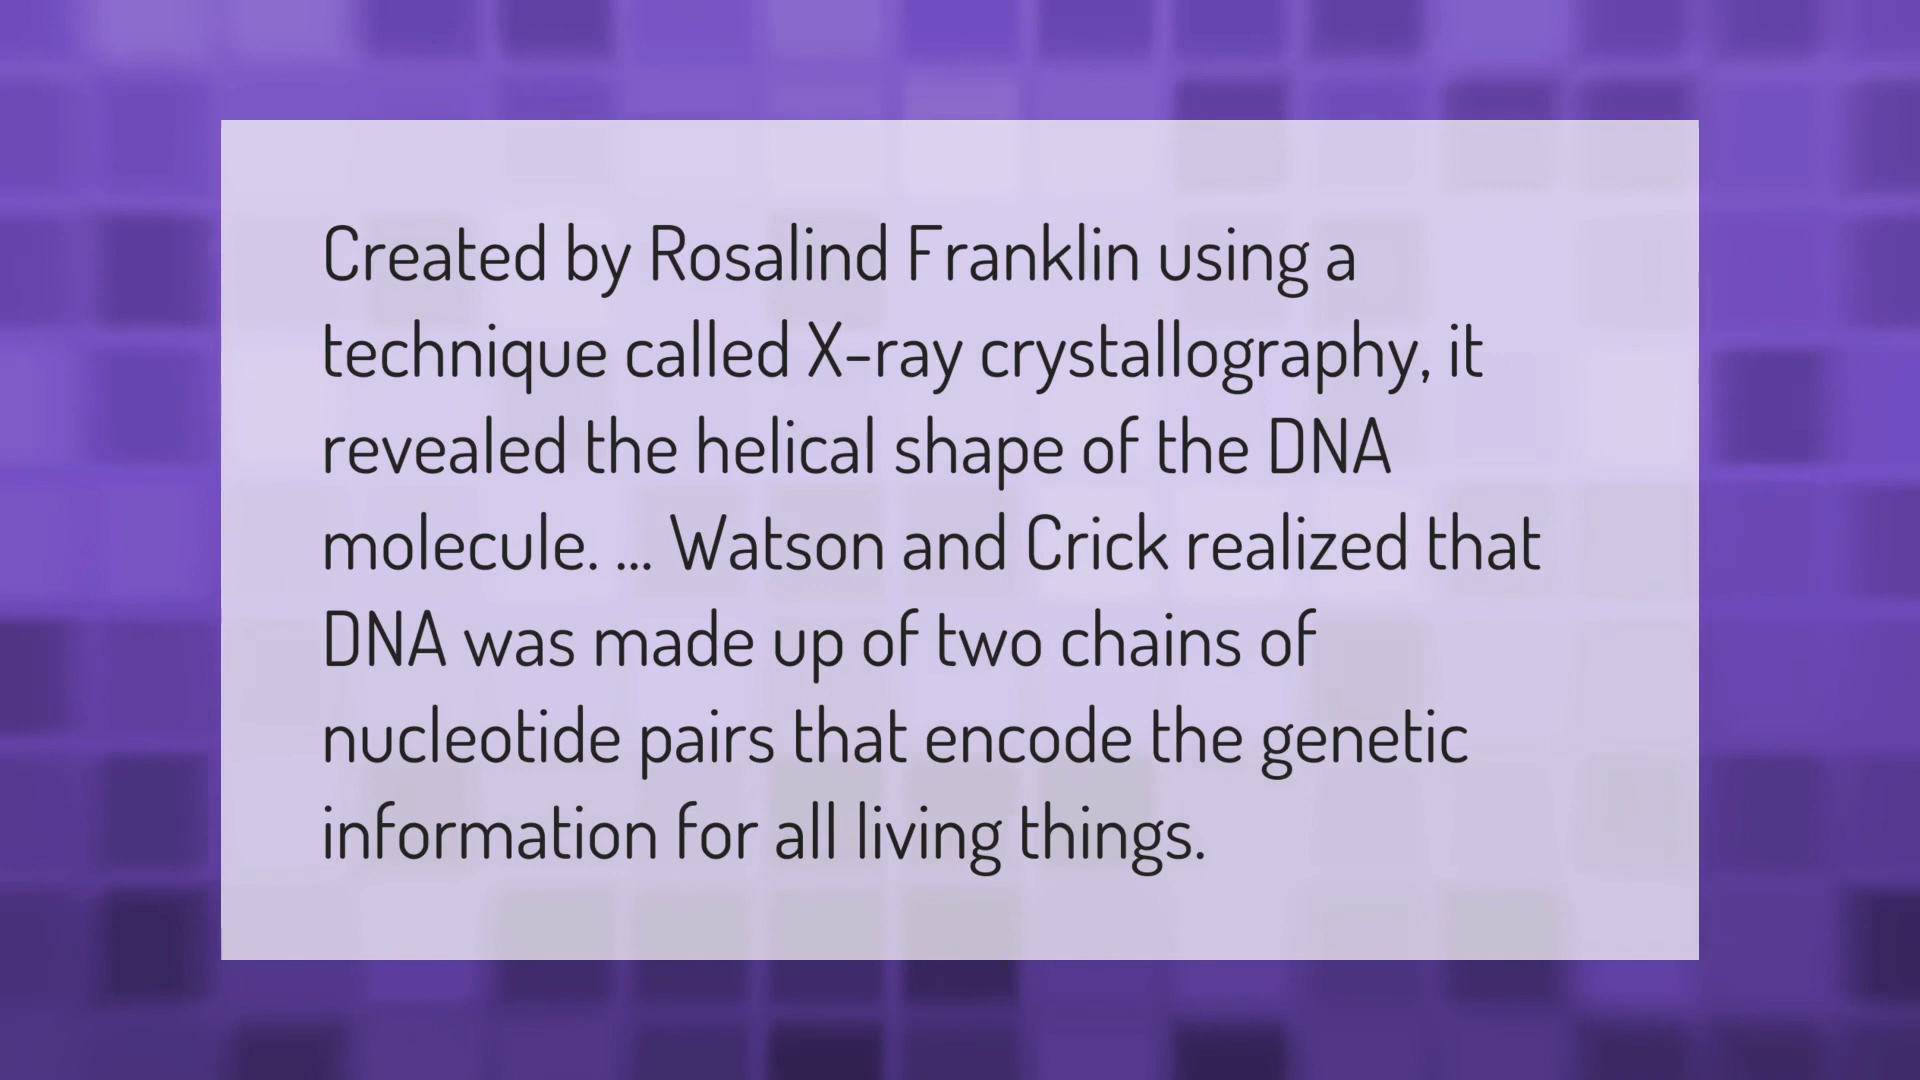 Created by Rosalind Franklin using a
technique called X-ray crystallography, it
revealed the helical shape of the DNA
molecule. ... Watson and Crick realized that
DNA was made up of two chains of
nucleotide pairs that encode the genetic
information for all living things.